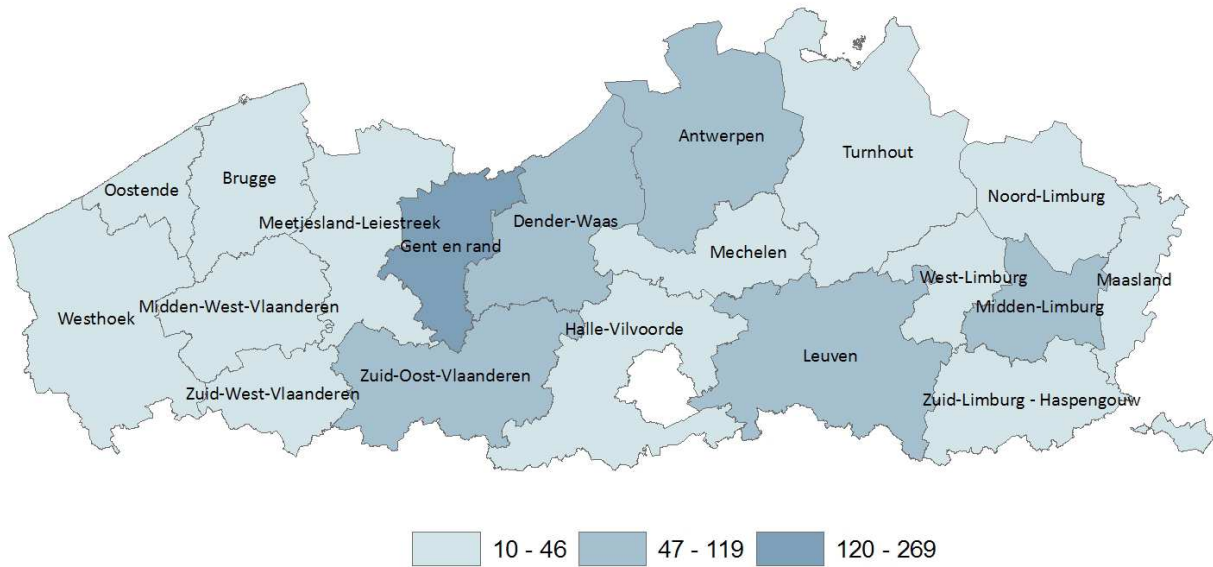 Antwerpen
Turnhout
Brugge
Oostende
Noord-Limburg
Meetjesland-Leiestreek
Dender-Waas
Gent en rand
Mechelen
West-Limburg
Maasland
Midden-West-Vlaanderen
Midden-Limburg
Westhoek
Halle-Vilvoorde
Leuven
Zuid-Oost-Vlaanderen
Zuid-West-Vlaanderen
Zuid-Limburg - Haspengouw
10 - 46
47 - 119
120 - 269